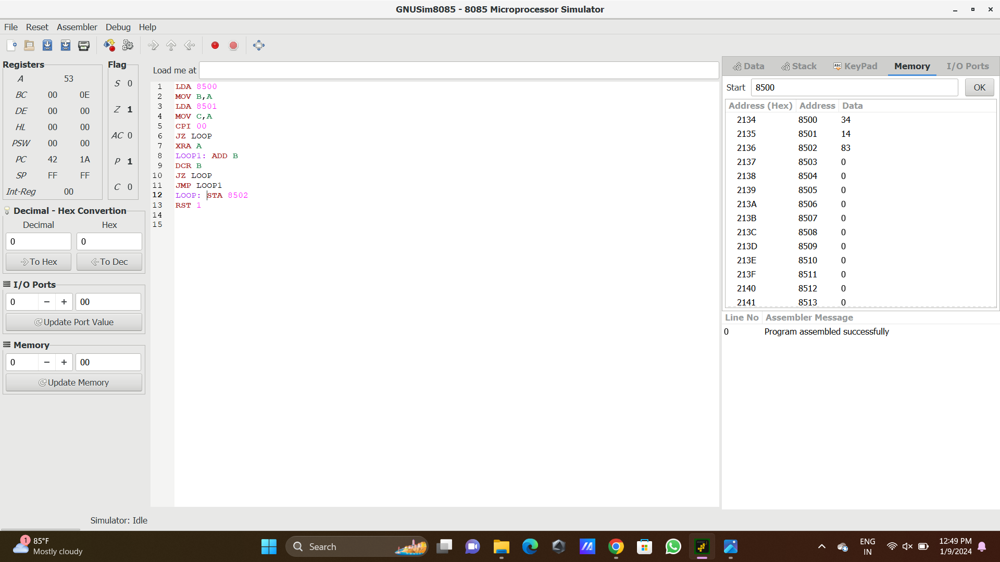 GNUSim8085 - 8085 Microprocessor Simulator
File Reset Assembler Debug Help
Registers
A 53
BC 00 0E
DE 00 00
HL 00 00
PSW 00 00
PC 42 1A
SP FF FF
Int-Reg 00
Flag
S 0
Z 1
AC 0
P 1
C 0
Decimal - Hex Convertion
Decimal Hex
0 0
To Hex To Dec
I/O Ports
0 − + 00
Update Port Value
Memory
0 − + 00
Update Memory
Load me at
1 LDA 8500
2 MOV B,A
3 LDA 8501
4 MOV C,A
5 CPI 00
6 JZ LOOP
7 XRA A
8 LOOP1: ADD B
9 DCR B
10 JZ LOOP
11 JMP LOOP1
12 LOOP: STA 8502
13 RST 1
14
15
Data Stack Abc KeyPad Memory I/O Ports
Start 8500 OK
Address (Hex) Address Data
2134 8500 34
2135 8501 14
2136 8502 83
2137 8503 0
2138 8504 0
2139 8505 0
213A 8506 0
213B 8507 0
213C 8508 0
213D 8509 0
213E 8510 0
213F 8511 0
2140 8512 0
2141 8513 0
Line No Assembler Message
0 Program assembled successfully
Simulator: Idle
1 85°F
Mostly cloudy
Search
ENG
IN
12:49 PM
1/9/2024